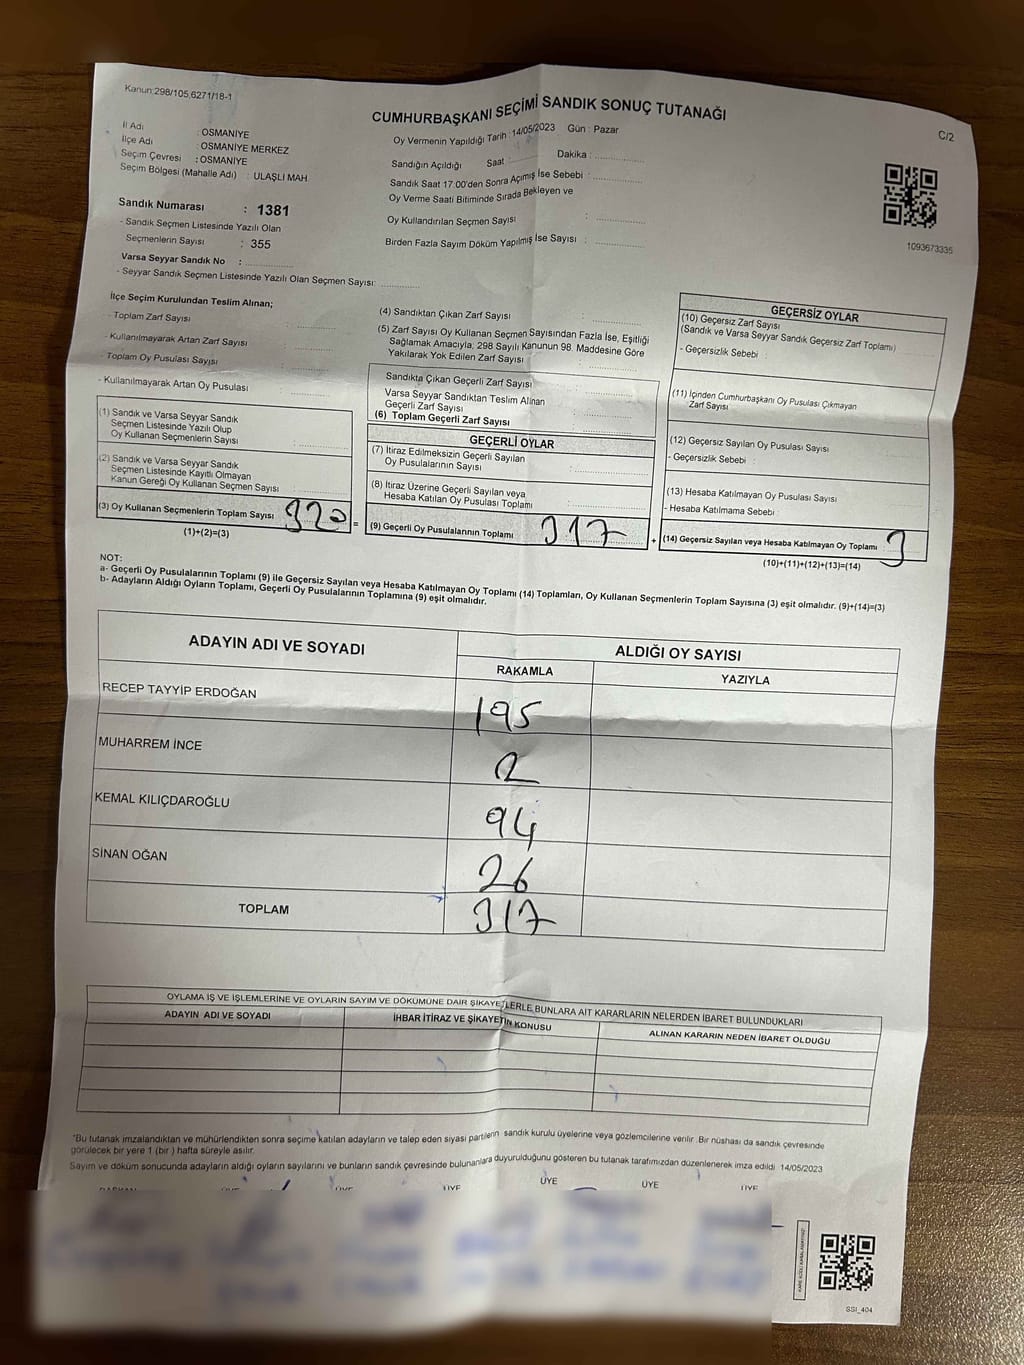 Kanun:298/105,6271/18-1
CUMHURBAŞKANI SEÇİMİ SANDIK SONUÇ TUTANAĞI
C/2
İl Adı : OSMANİYE
İlçe Adı : OSMANİYE MERKEZ
Seçim Çevresi : OSMANİYE
Seçim Bölgesi (Mahalle Adı) : ULAŞLI MAH
Sandık Numarası : 1381
- Sandık Seçmen Listesinde Yazılı Olan
Seçmenlerin Sayısı : 355
Varsa Seyyar Sandık No :
- Seyyar Sandık Seçmen Listesinde Yazılı Olan Seçmen Sayısı:
Oy Vermenin Yapıldığı Tarih : 14/05/2023 Gün : Pazar
Sandığın Açıldığı Saat Dakika :
Sandık Saat 17.00'den Sonra Açımış İse Sebebi :
Oy Verme Saati Bitiminde Sırada Bekleyen ve
Oy Kullandırılan Seçmen Sayısı :
Birden Fazla Sayım Döküm Yapılmış İse Sayısı :
1093673335
İlçe Seçim Kurulundan Teslim Alınan;
- Toplam Zarf Sayısı :
- Kullanılmayarak Artan Zarf Sayısı :
- Toplam Oy Pusulası Sayısı :
- Kullanılmayarak Artan Oy Pusulası :
(1) Sandık ve Varsa Seyyar Sandık
Seçmen Listesinde Yazılı Olup
Oy Kullanan Seçmenlerin Sayısı :
(2) Sandık ve Varsa Seyyar Sandık
Seçmen Listesinde Kayıtlı Olmayan
Kanun Gereği Oy Kullanan Seçmen Sayısı :
(3) Oy Kullanan Seçmenlerin Toplam Sayısı 320 =
(1)+(2)=(3)
(4) Sandıktan Çıkan Zarf Sayısı :
(5) Zarf Sayısı Oy Kullanan Seçmen Sayısından Fazla İse, Eşitliği
Sağlamak Amacıyla; 298 Sayılı Kanunun 98. Maddesine Göre
Yakılarak Yok Edilen Zarf Sayısı :
Sandıkta Çıkan Geçerli Zarf Sayısı :
Varsa Seyyar Sandıktan Teslim Alınan
Geçerli Zarf Sayısı :
(6) Toplam Geçerli Zarf Sayısı :
GEÇERLİ OYLAR
(7) İtiraz Edilmeksizin Geçerli Sayılan
Oy Pusulalarının Sayısı :
(8) İtiraz Üzerine Geçerli Sayılan veya
Hesaba Katılan Oy Pusulası Toplamı :
(9) Geçerli Oy Pusulalarının Toplamı 317 +
GEÇERSİZ OYLAR
(10) Geçersiz Zarf Sayısı
(Sandık ve Varsa Seyyar Sandık Geçersiz Zarf Toplamı)
- Geçersizlik Sebebi :
(11) İçinden Cumhurbaşkanı Oy Pusulası Çıkmayan
Zarf Sayısı
(12) Geçersiz Sayılan Oy Pusulası Sayısı
- Geçersizlik Sebebi :
(13) Hesaba Katılmayan Oy Pusulası Sayısı
- Hesaba Katılmama Sebebi :
(14) Geçersiz Sayılan veya Hesaba Katılmayan Oy Toplamı 3
(10)+(11)+(12)+(13)=(14)
NOT:
a- Geçerli Oy Pusulalarının Toplamı (9) ile Geçersiz Sayılan veya Hesaba Katılmayan Oy Toplamı (14) Toplamları, Oy Kullanan Seçmenlerin Toplam Sayısına (3) eşit olmalıdır. (9)+(14)=(3)
b- Adayların Aldığı Oyların Toplamı, Geçerli Oy Pusulalarının Toplamına (9) eşit olmalıdır.
ADAYIN ADI VE SOYADI ALDIĞI OY SAYISI
RAKAMLA YAZIYLA
RECEP TAYYİP ERDOĞAN 195
MUHARREM İNCE 2
KEMAL KILIÇDAROĞLU 94
SİNAN OĞAN 26
TOPLAM 317
OYLAMA İŞ VE İŞLEMLERİNE VE OYLARIN SAYIM VE DÖKÜMÜNE DAİR ŞİKAYETLERLE BUNLARA AİT KARARLARIN NELERDEN İBARET BULUNDUKLARI
ADAYIN ADI VE SOYADI İHBAR İTİRAZ VE ŞİKAYETİN KONUSU ALINAN KARARIN NEDEN İBARET OLDUĞU
*Bu tutanak imzalandıktan ve mühürlendikten sonra seçime katılan adayların ve talep eden siyasi partilerin sandık kurulu üyelerine veya gözlemcilerine verilir .Bir nüshası da sandık çevresinde
görülecek bir yere 1 (bir ) hafta süreyle asılır.
Sayım ve döküm sonucunda adayların aldığı oyların sayılarını ve bunların sandık çevresinde bulunanlara duyurulduğunu gösteren bu tutanak tarafımızdan düzenlenerek imza edildi 14/05/2023
BAŞKAN ÜYE ÜYE ÜYE ÜYE ÜYE ÜYE
SSI_404